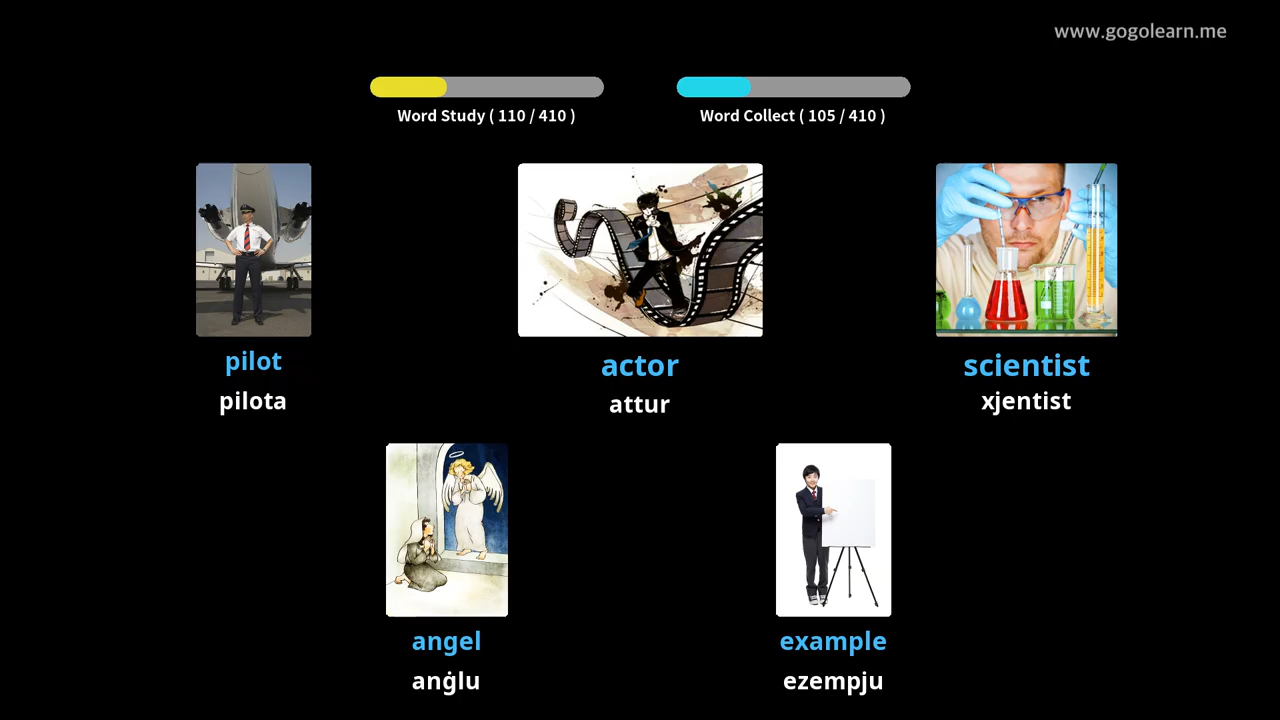 www.gogolearn.me
Word Study ( 110 / 410 )
Word Collect ( 105 / 410 )
pilot
pilota
actor
attur
scientist
xjentist
angel
anġlu
example
ezempju